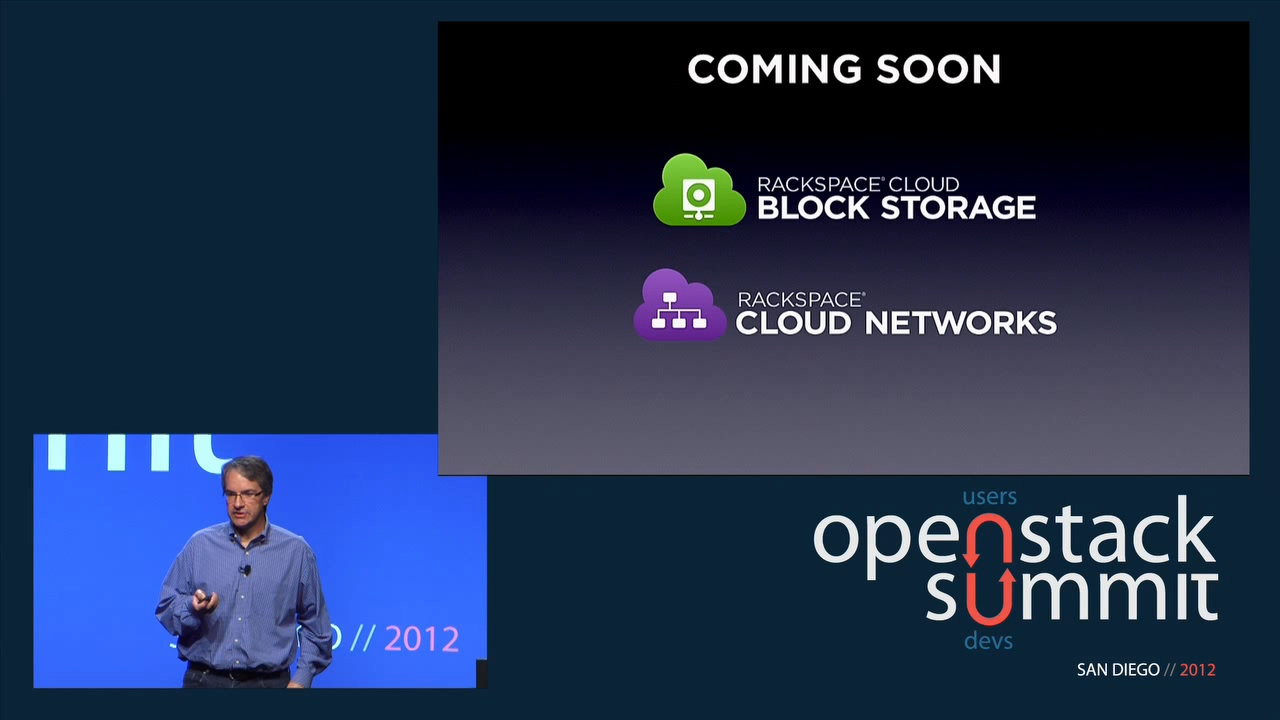 COMING SOON
RACKSPACE® CLOUD
BLOCK STORAGE
RACKSPACE®
CLOUD NETWORKS
users
openstack
summit
devs
SAN DIEGO // 2012
O // 2012